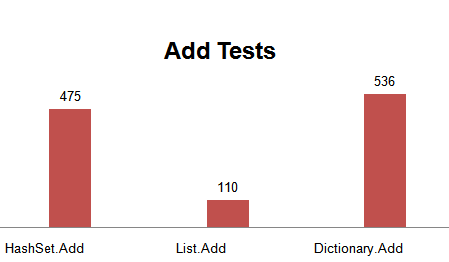 Add Tests
536
475
110
HashSet.Add
List.Add
Dictionary.Add